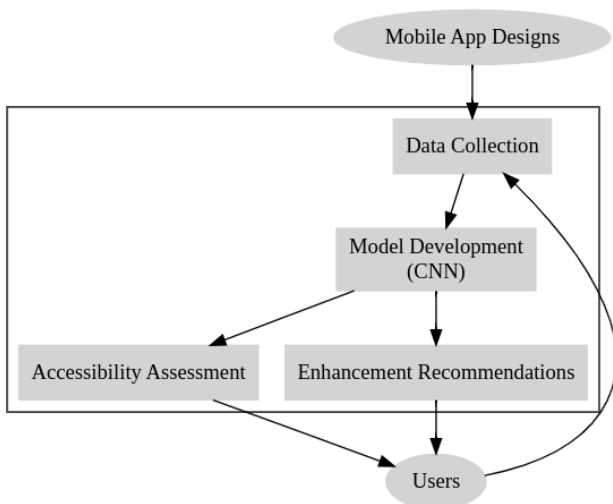 Mobile App Designs
Data Collection
Model Development
(CNN)
Accessibility Assessment
Enhancement Recommendations
Users